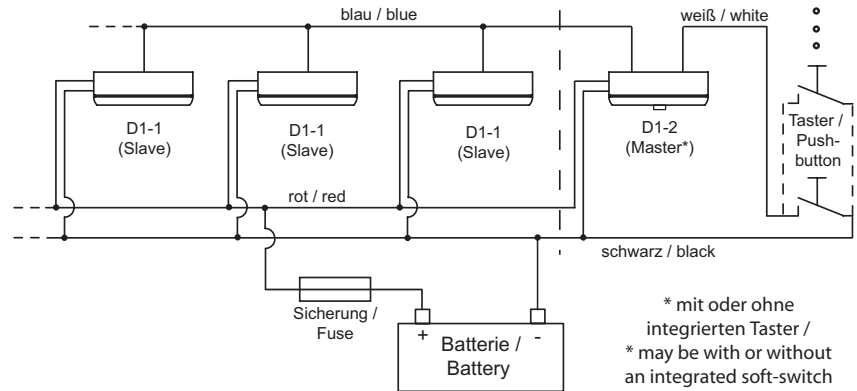 blau / blue
weiß / white
D1-1
(Slave)
D1-1
(Slave)
D1-1
(Slave)
D1-2
(Master*)
Taster /
Push-
button
rot / red
schwarz / black
Sicherung /
Fuse
+ -
Batterie /
Battery
* mit oder ohne
integrierten Taster /
* may be with or without
an integrated soft-switch